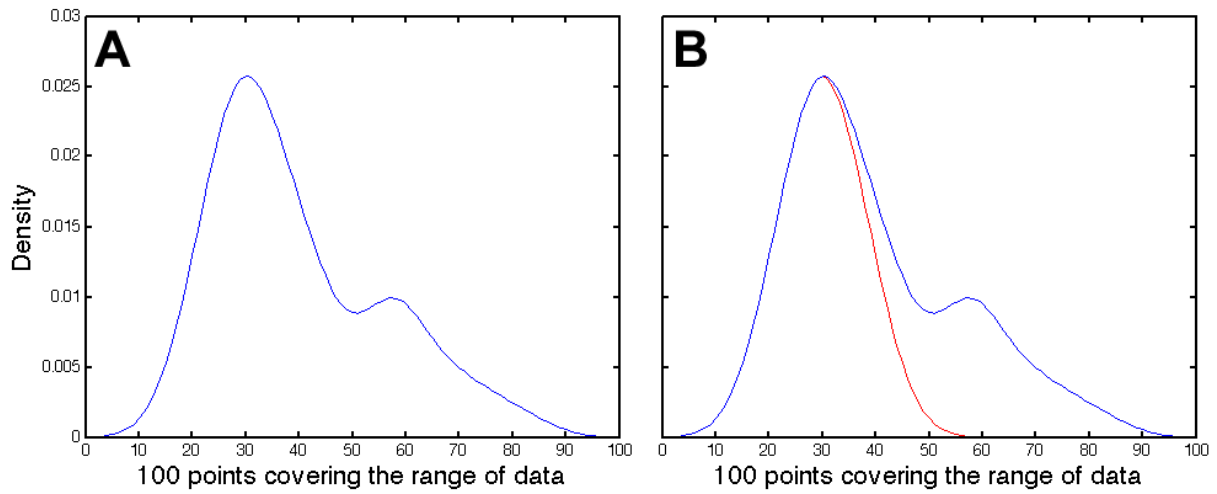 A
B
Density
0.03
0.025
0.02
0.015
0.01
0.005
0
0 10 20 30 40 50 60 70 80 90 100
0 10 20 30 40 50 60 70 80 90 100
100 points covering the range of data
100 points covering the range of data